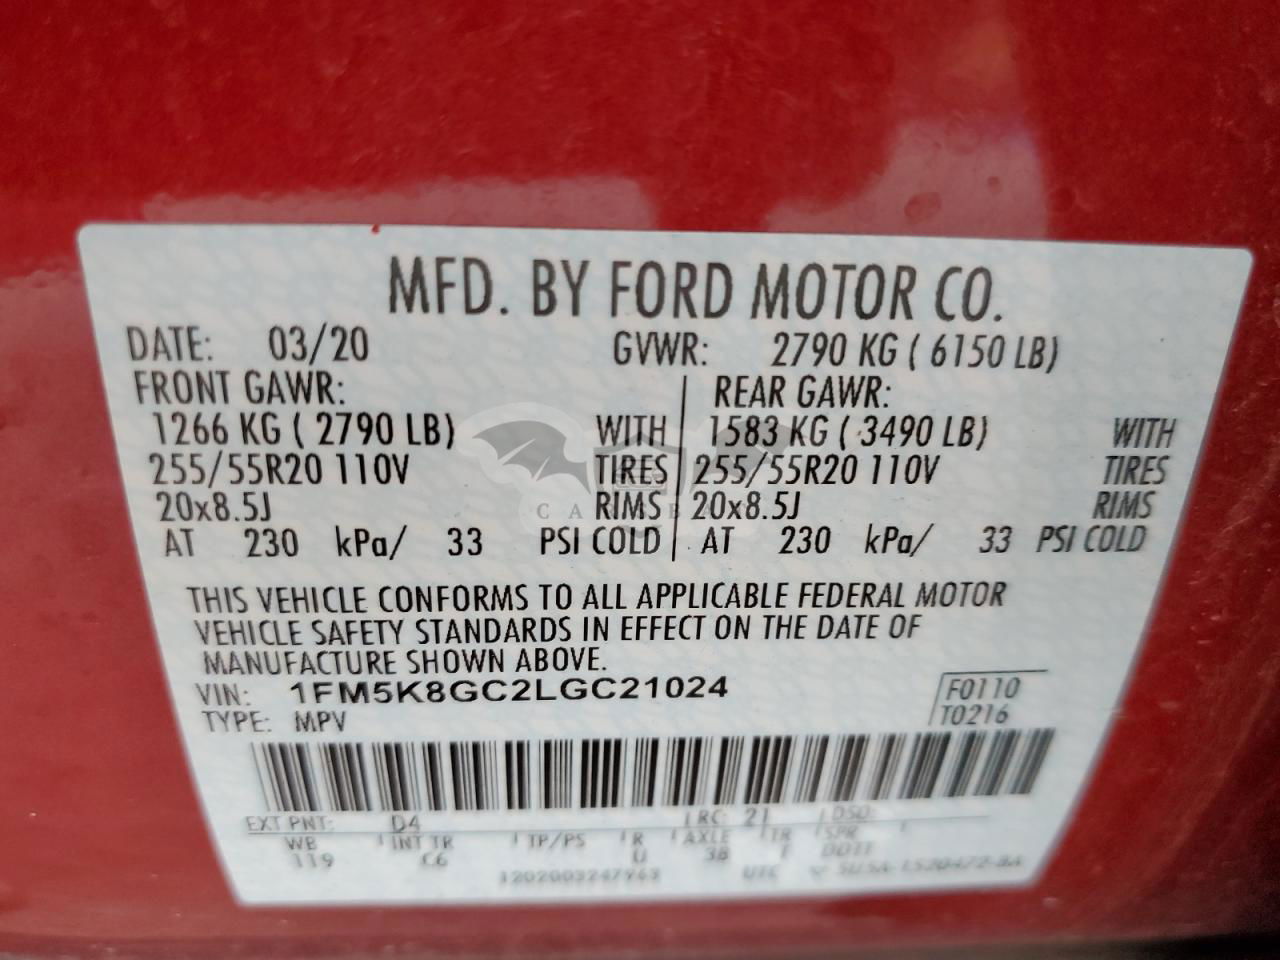 MFD. BY FORD MOTOR CO.
DATE: 03/20 GVWR: 2790 KG ( 6150 LB)
FRONT GAWR: REAR GAWR:
1266 KG ( 2790 LB) WITH 1583 KG ( 3490 LB) WITH
255/55R20 110V TIRES 255/55R20 110V TIRES
20x8.5J RIMS 20x8.5J RIMS
AT 230 kPa/ 33 PSI COLD AT 230 kPa/ 33 PSI COLD
THIS VEHICLE CONFORMS TO ALL APPLICABLE FEDERAL MOTOR
VEHICLE SAFETY STANDARDS IN EFFECT ON THE DATE OF
MANUFACTURE SHOWN ABOVE.
VIN: 1FM5K8GC2LGC21024 F0110
TYPE: MPV T0216
EXT PNT: D4 RC: 21 DSO:
WB INT TR TP/PS R AXLE TR SPR
119 C6 U 38
1202003247963 UTC